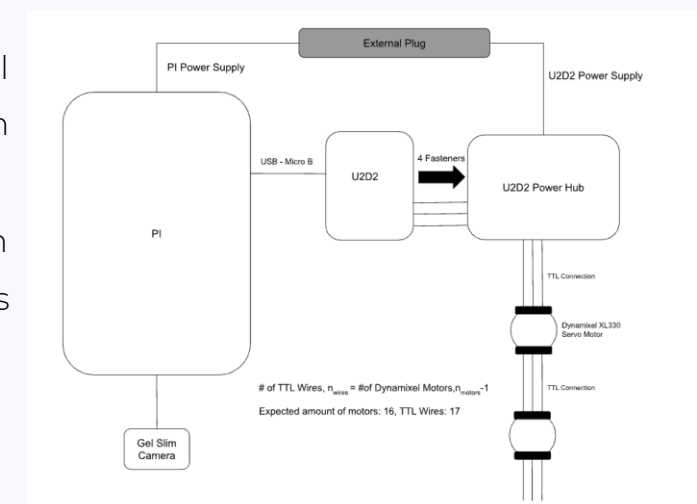 External Plug
PI Power Supply
U2D2 Power Supply
USB - Micro B
U2D2
4 Fasteners
U2D2 Power Hub
PI
TTL Connection
Dynamixel XL330
Servo Motor
# of TTL Wires, n_wires = #of Dynamixel Motors,n_motors-1
TTL Connection
Expected amount of motors: 16, TTL Wires: 17
Gel Slim
Camera